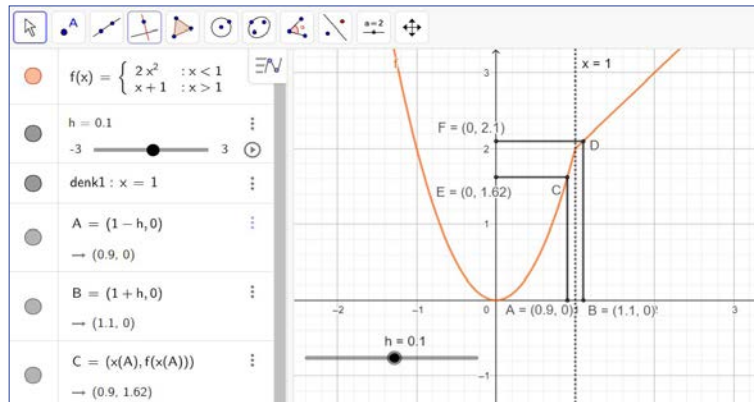 A
a=2
f(x) = { 2x² : x < 1
x + 1 : x > 1
h = 0.1
-3
3
denk1 : x = 1
A = (1 − h, 0)
→ (0.9, 0)
B = (1 + h, 0)
→ (1.1, 0)
C = (x(A), f(x(A)))
→ (0.9, 1.62)
f
x = 1
3
F = (0, 2.1)
2
D
E = (0, 1.62)
C
1
−2
−1
0
A = (0.9, 0)
B = (1.1, 0)
2
3
h = 0.1
−1